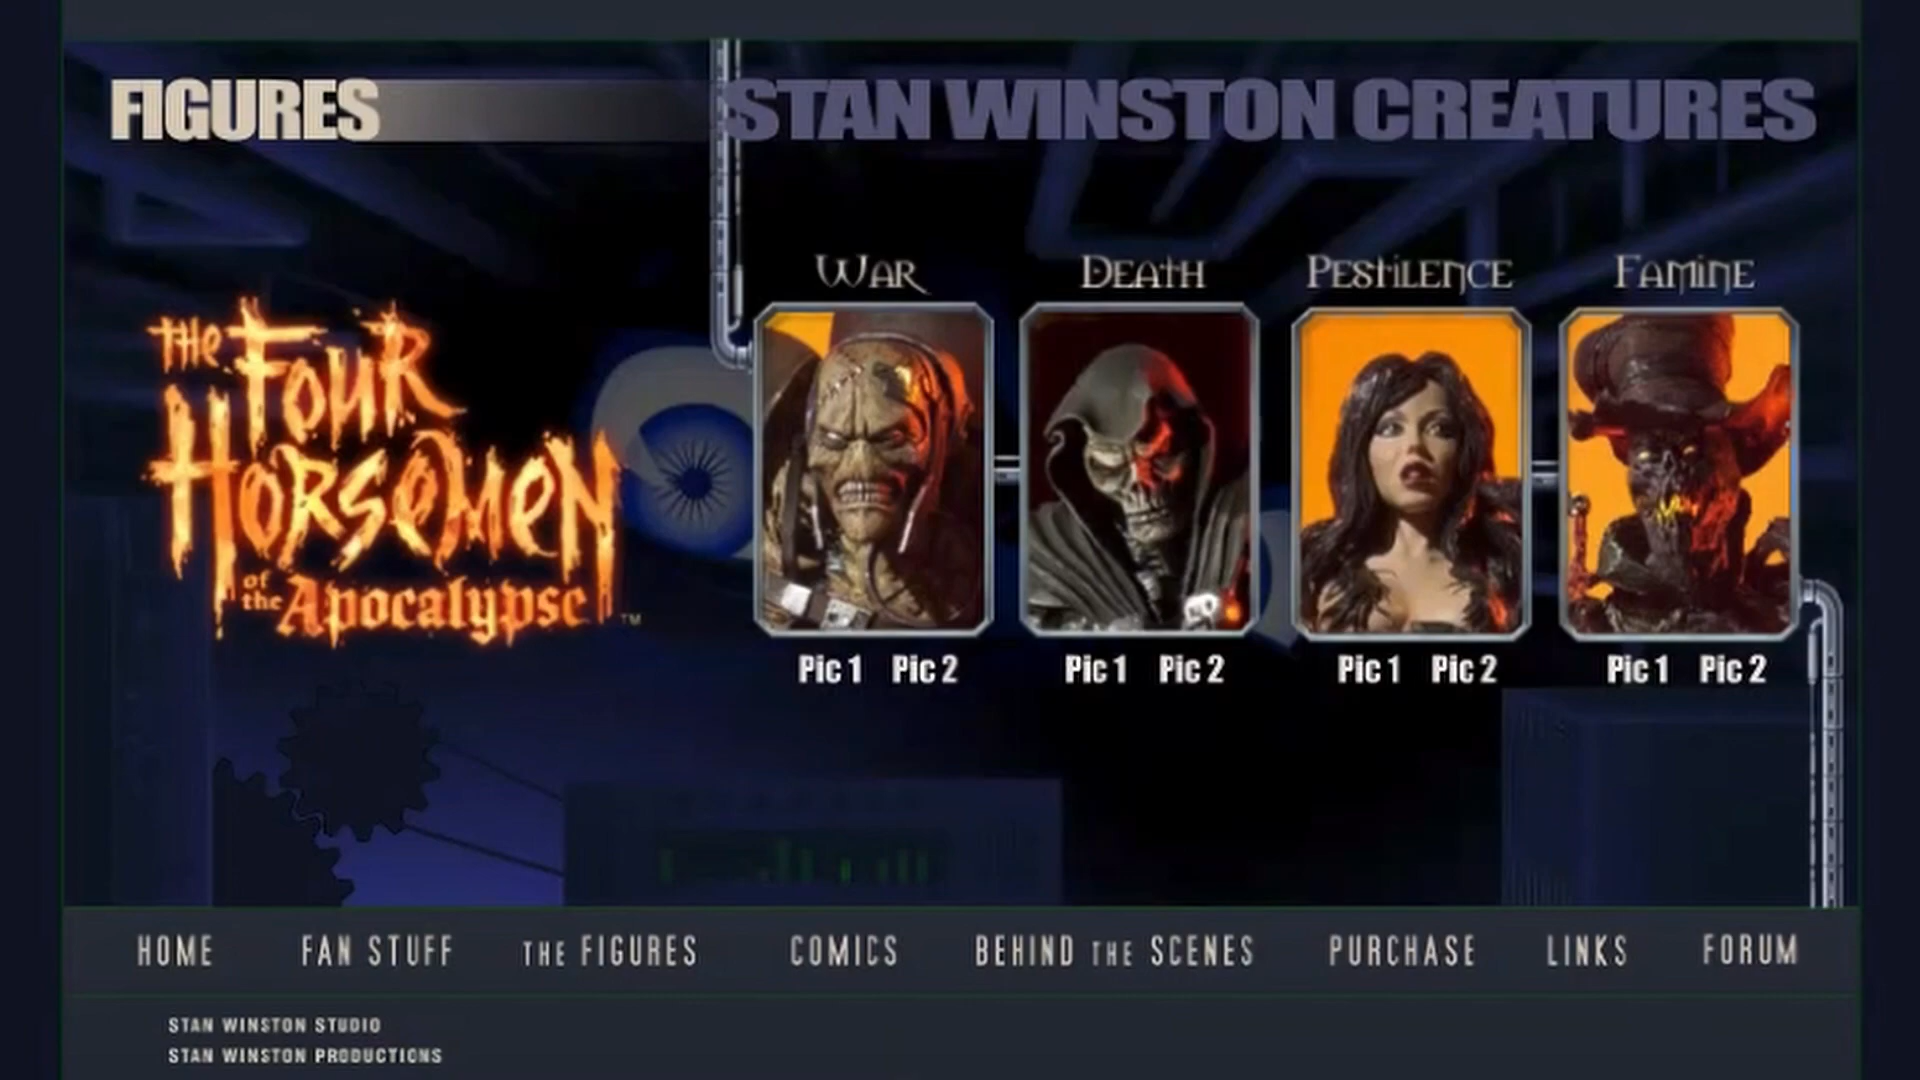 FIGURES
STAN WINSTON CREATURES
THE FOUR
HORSEMEN
of the Apocalypse™
WAR
DEATH
PESTILENCE
FAMINE
Pic 1 Pic 2
Pic 1 Pic 2
Pic 1 Pic 2
Pic 1 Pic 2
HOME FAN STUFF THE FIGURES COMICS BEHIND THE SCENES PURCHASE LINKS FORUM
STAN WINSTON STUDIO
STAN WINSTON PRODUCTIONS